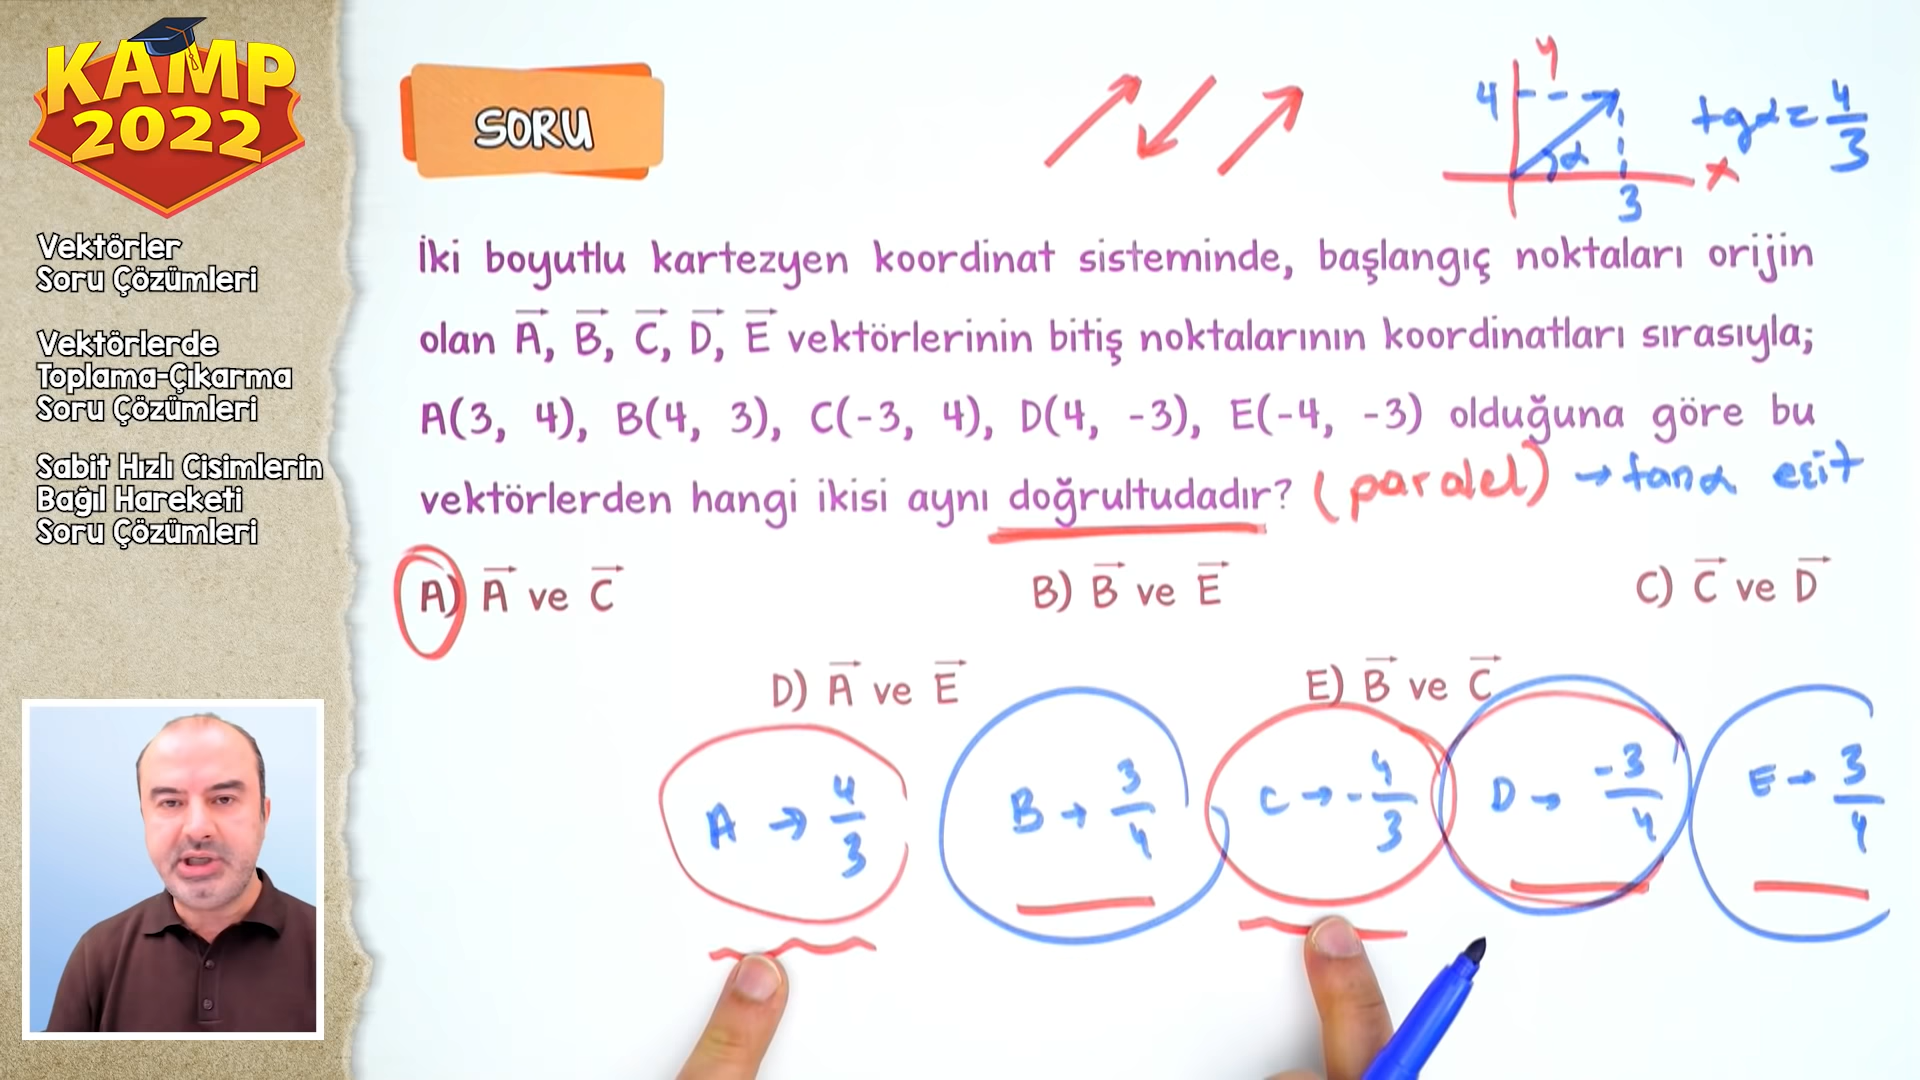 KAMP
2022
Vektörler
Soru Çözümleri
Vektörlerde
Toplama-Çıkarma
Soru Çözümleri
Sabit Hızlı Cisimlerin
Bağıl Hareketi
Soru Çözümleri
SORU
y
4
α
x
3
tgα = 4/3
İki boyutlu kartezyen koordinat sisteminde, başlangıç noktaları orijin
olan A, B, C, D, E vektörlerinin bitiş noktalarının koordinatları sırasıyla;
A(3, 4), B(4, 3), C(-3, 4), D(4, -3), E(-4, -3) olduğuna göre bu
vektörlerden hangi ikisi aynı doğrultudadır? (paralel) → tanα eşit
A) A ve C B) B ve E C) C ve D
D) A ve E E) B ve C
A → 4/3 B → 3/4 C → -4/3 D → -3/4 E → 3/4